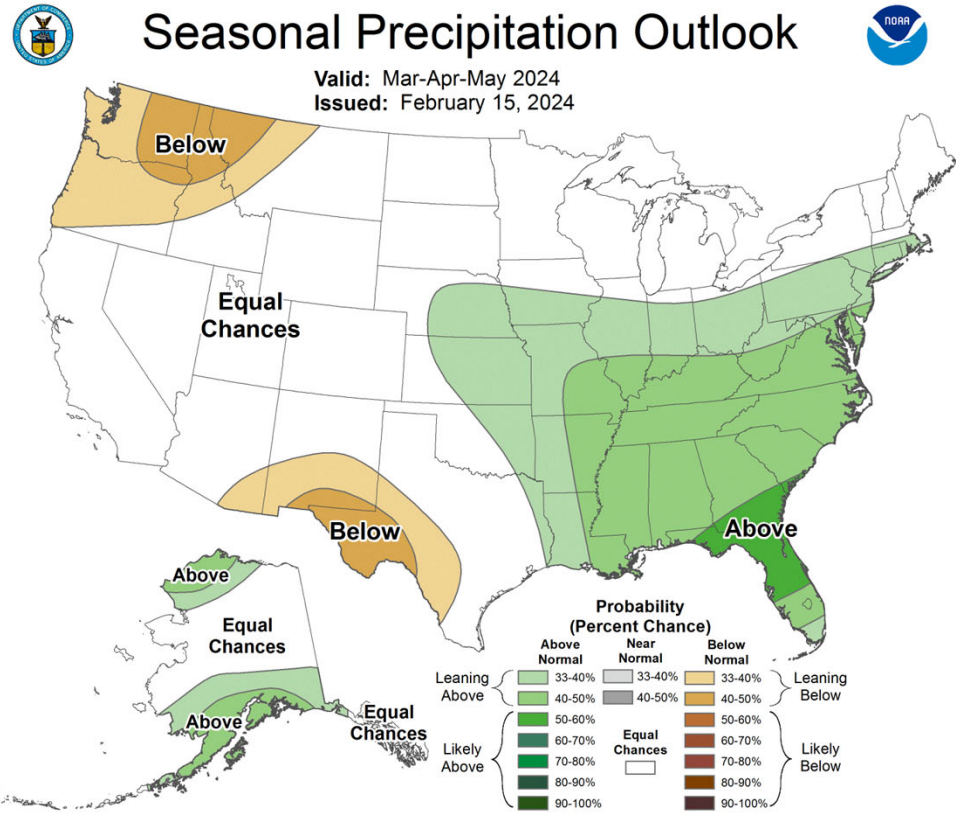 Seasonal Precipitation Outlook
NOAA
Valid: Mar-Apr-May 2024
Issued: February 15, 2024
Below
Equal
Chances
Below
Above
Above
Equal
Chances
Above
Equal
Chances
Probability
(Percent Chance)
Above
Normal
Near
Normal
Below
Normal
Leaning
Above
33-40%
40-50%
33-40%
40-50%
33-40%
40-50%
Leaning
Below
Likely
Above
50-60%
60-70%
70-80%
80-90%
90-100%
Equal
Chances
50-60%
60-70%
70-80%
80-90%
90-100%
Likely
Below